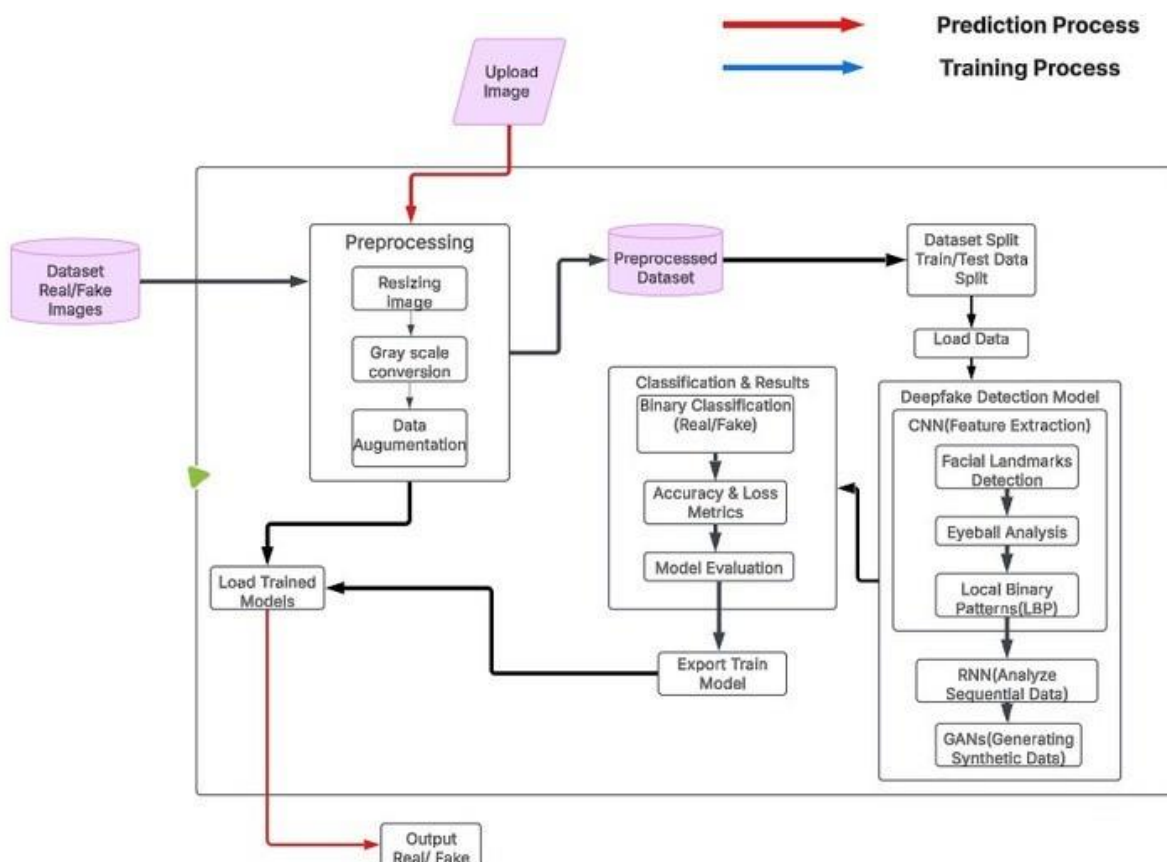 Prediction Process
Training Process
Upload
Image
Dataset
Real/Fake
Images
Preprocessing
Resizing
image
Gray scale
conversion
Data
Augumentation
Preprocessed
Dataset
Dataset Split
Train/Test Data
Split
Load Data
Deepfake Detection Model
CNN(Feature Extraction)
Facial Landmarks
Detection
Eyeball Analysis
Local Binary
Patterns(LBP)
RNN(Analyze
Sequential Data)
GANs(Generating
Synthetic Data)
Classification & Results
Binary Classification
(Real/Fake)
Accuracy & Loss
Metrics
Model Evaluation
Export Train
Model
Load Trained
Models
Output
Real/ Fake